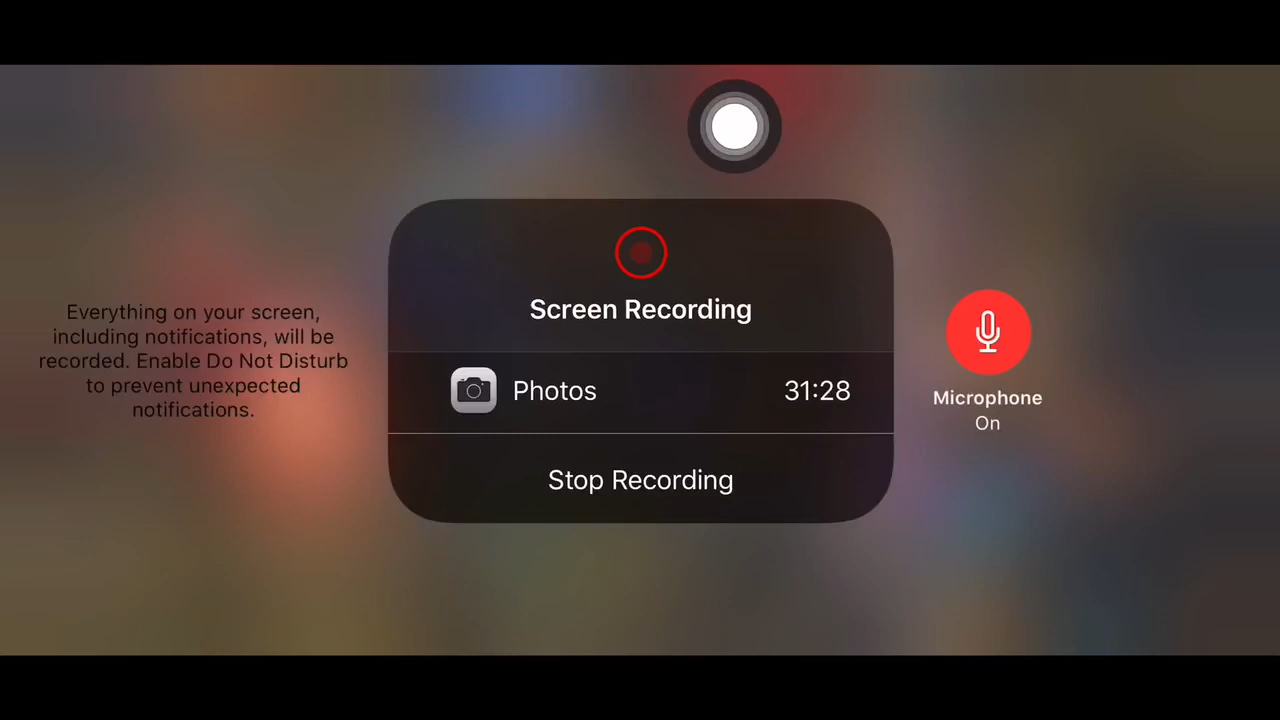 Everything on your screen,
including notifications, will be
recorded. Enable Do Not Disturb
to prevent unexpected
notifications.
Screen Recording
Photos 31:28
Stop Recording
Microphone
On